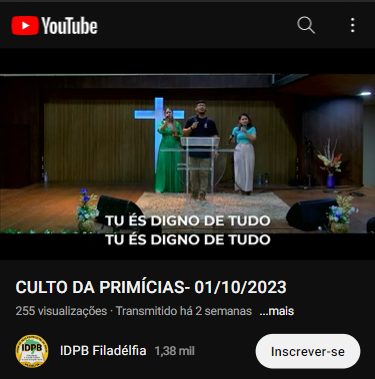 YouTube
TU ÉS DIGNO DE TUDO
TU ÉS DIGNO DE TUDO
CULTO DA PRIMÍCIAS- 01/10/2023
255 visualizações · Transmitido há 2 semanas ...mais
IDPB
IDPB Filadélfia 1,38 mil
Inscrever-se